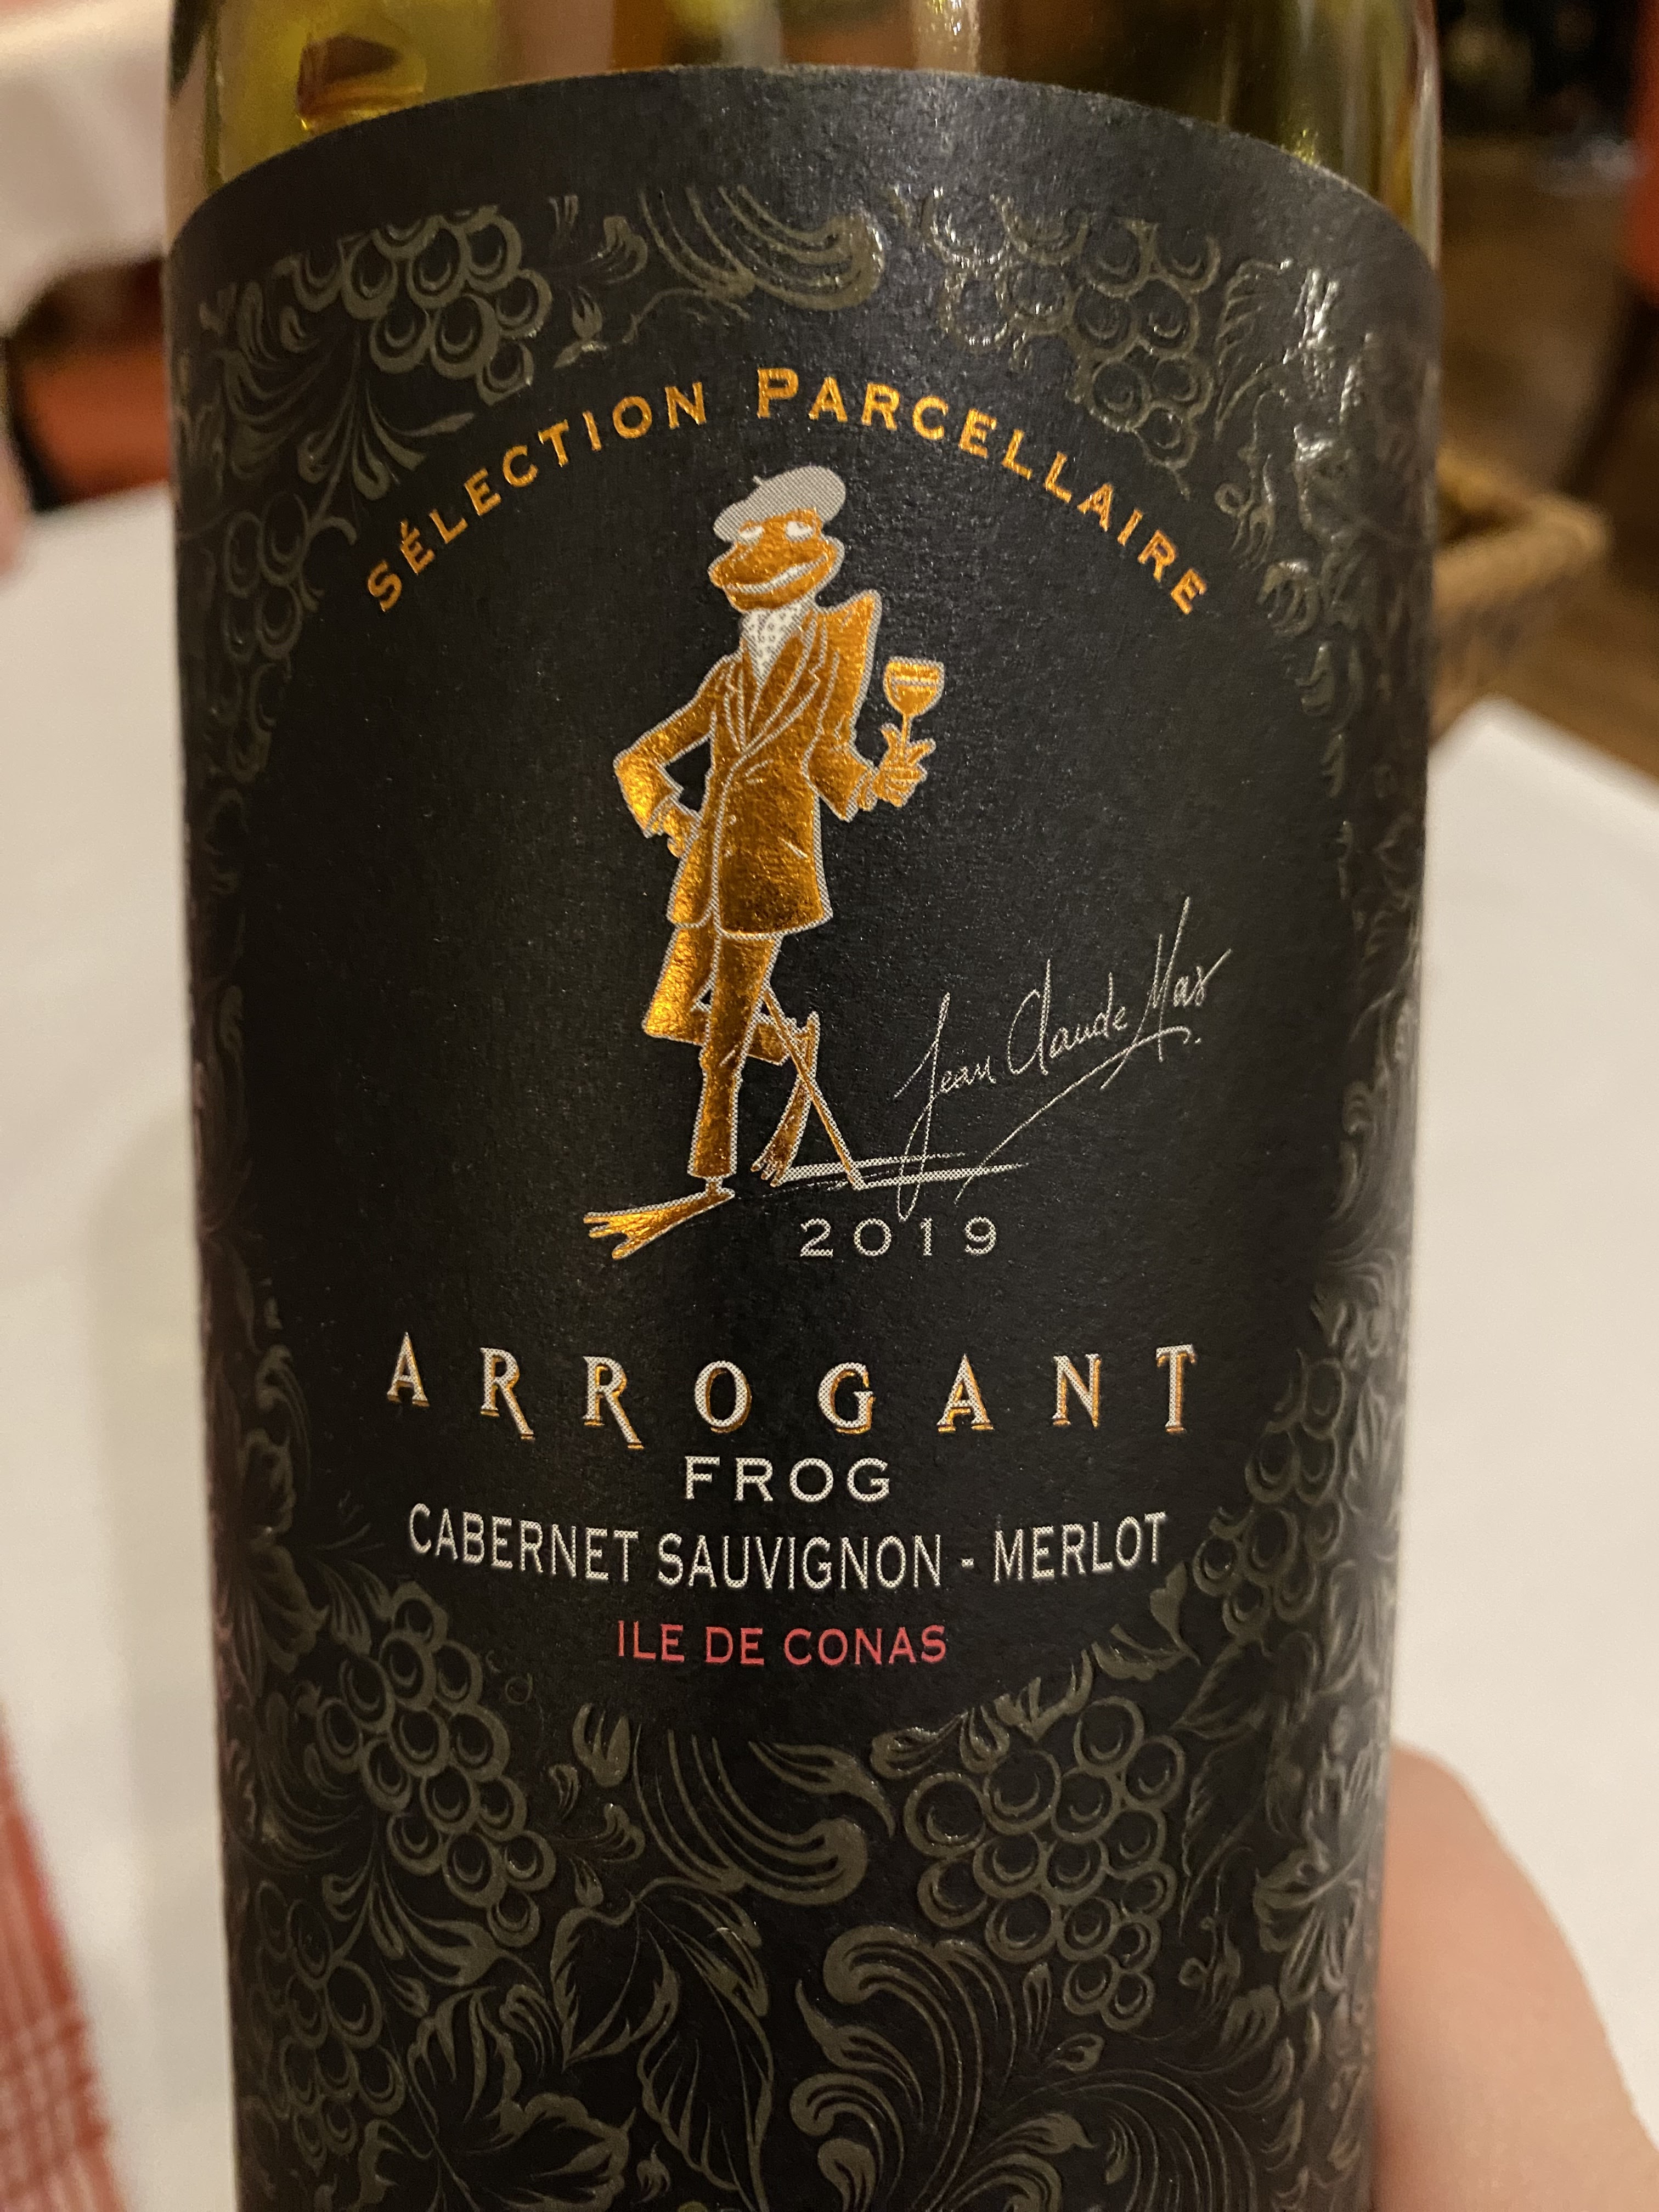 SÉLECTION PARCELLAIRE
Jean Claude Mas
2019
ARROGANT
FROG
CABERNET SAUVIGNON - MERLOT
ILE DE CONAS